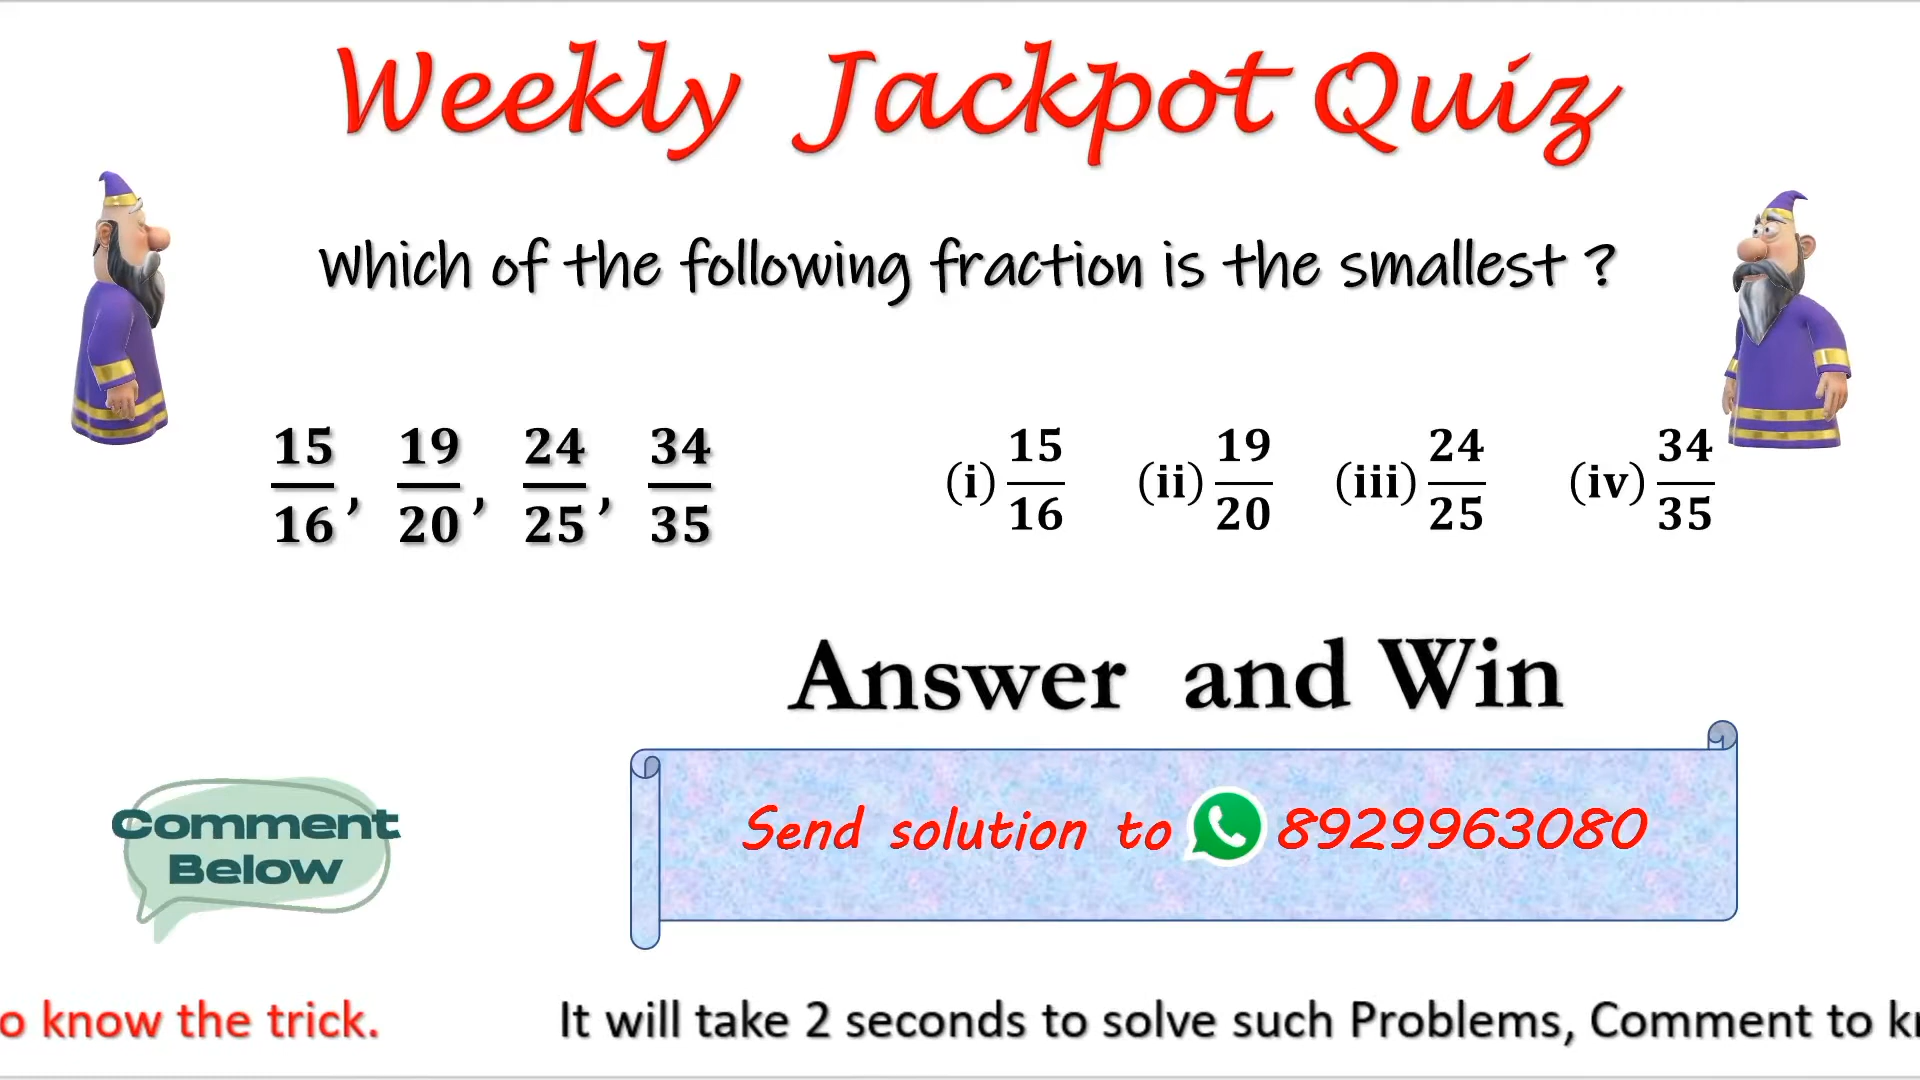 Weekly Jackpot Quiz
Which of the following fraction is the smallest ?
15/16, 19/20, 24/25, 34/35
(i) 15/16 (ii) 19/20 (iii) 24/25 (iv) 34/35
Answer and Win
Send solution to 8929963080
Comment
Below
o know the trick. It will take 2 seconds to solve such Problems, Comment to k